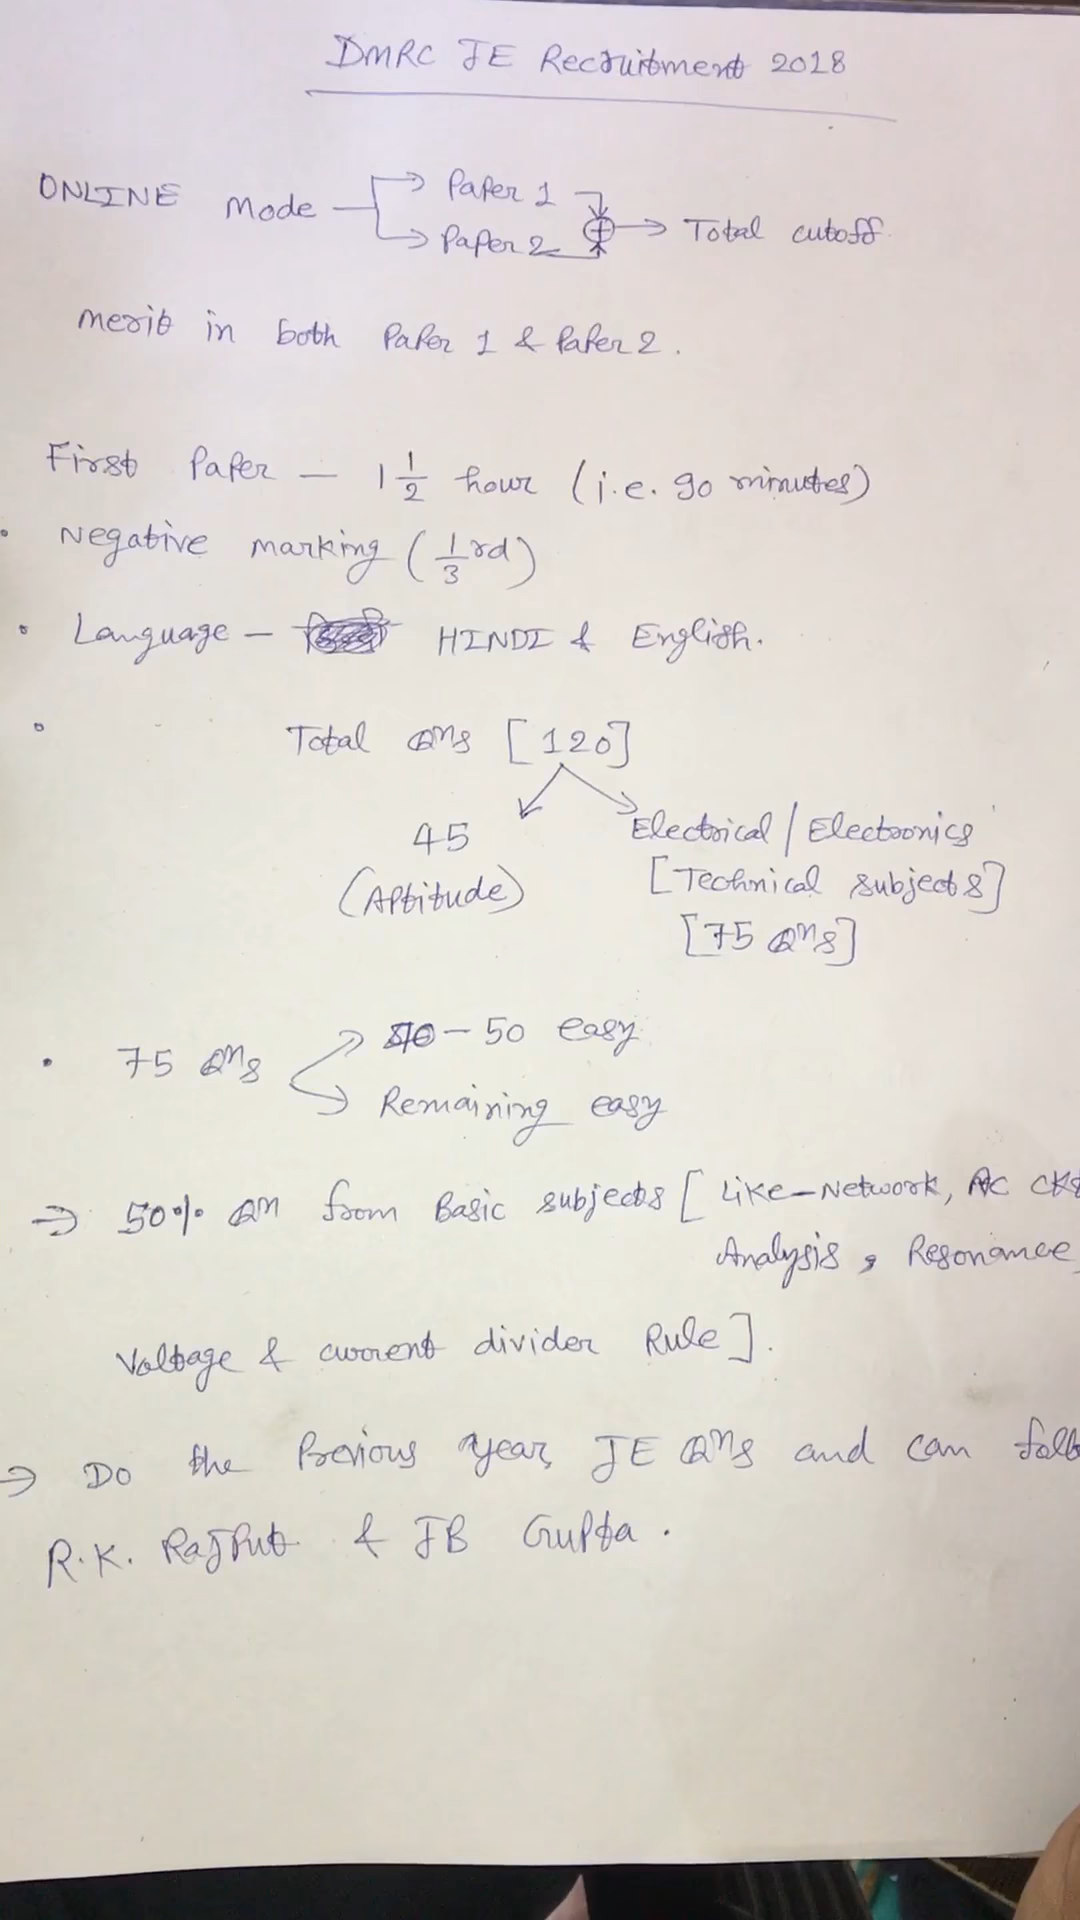 DMRC JE Recruitment 2018
ONLINE Mode
Paper 1
Paper 2
+
Total cutoff
merit in both Paper 1 & Paper 2.
First Paper — 1 1/2 hour (i.e. 90 minutes)
• Negative marking (1/3 rd)
• Language — HINDI & English.
Total Qns [120]
45
(Aptitude)
Electrical / Electronics
[Technical subjects]
[75 Qns]
• 75 Qns
40 - 50 easy
Remaining easy
⇒ 50% Qn from Basic subjects [Like-Network, AC
Analysis, Resonance,
Voltage & current divider Rule].
⇒ Do the Previous year JE Qns and can
R.K. Rajput & JB Gupta.